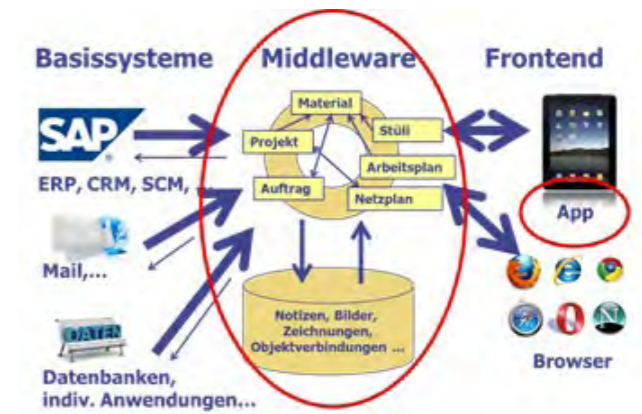 Basissysteme
Middleware
Frontend
SAP
ERP, CRM, SCM, ...
Mail,...
DATEN
Datenbanken,
indiv. Anwendungen...
Material
Projekt
Stüli
Arbeitsplan
Auftrag
Netzplan
Notizen, Bilder,
Zeichnungen,
Objektverbindungen ...
App
Browser